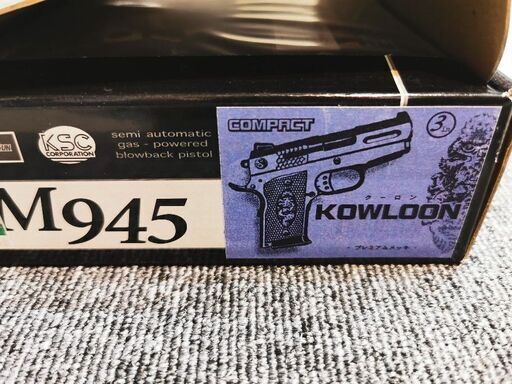 KSC
CORPORATION
semi automatic
gas - powered
blowback pistol
M945
COMPACT
3
クーロン
KOWLOON
- プレミアムメッキ -